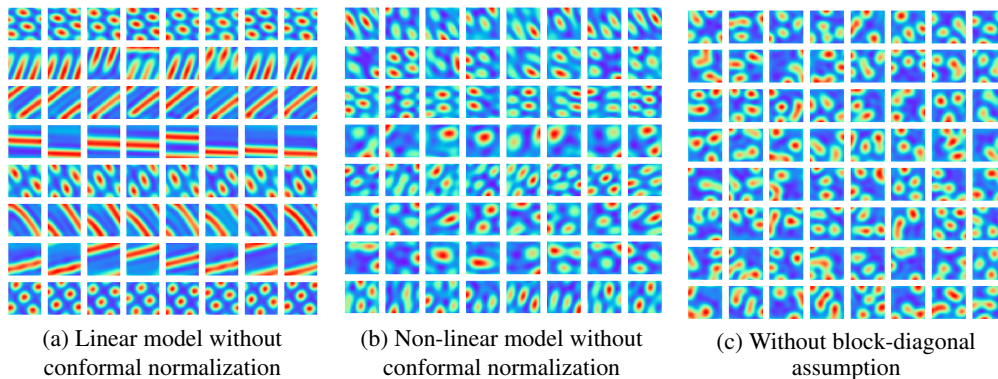 (a) Linear model without
conformal normalization
(b) Non-linear model without
conformal normalization
(c) Without block-diagonal
assumption